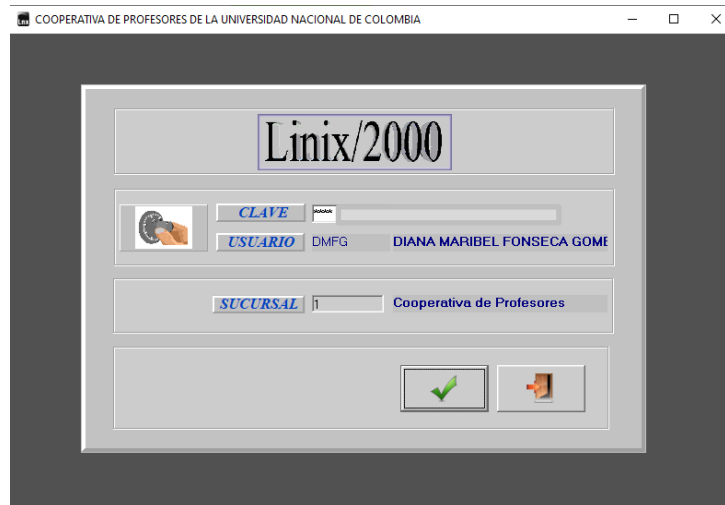 COOPERATIVA DE PROFESORES DE LA UNIVERSIDAD NACIONAL DE COLOMBIA
Linix/2000
CLAVE ****
USUARIO DMFG DIANA MARIBEL FONSECA GOME
SUCURSAL 1 Cooperativa de Profesores